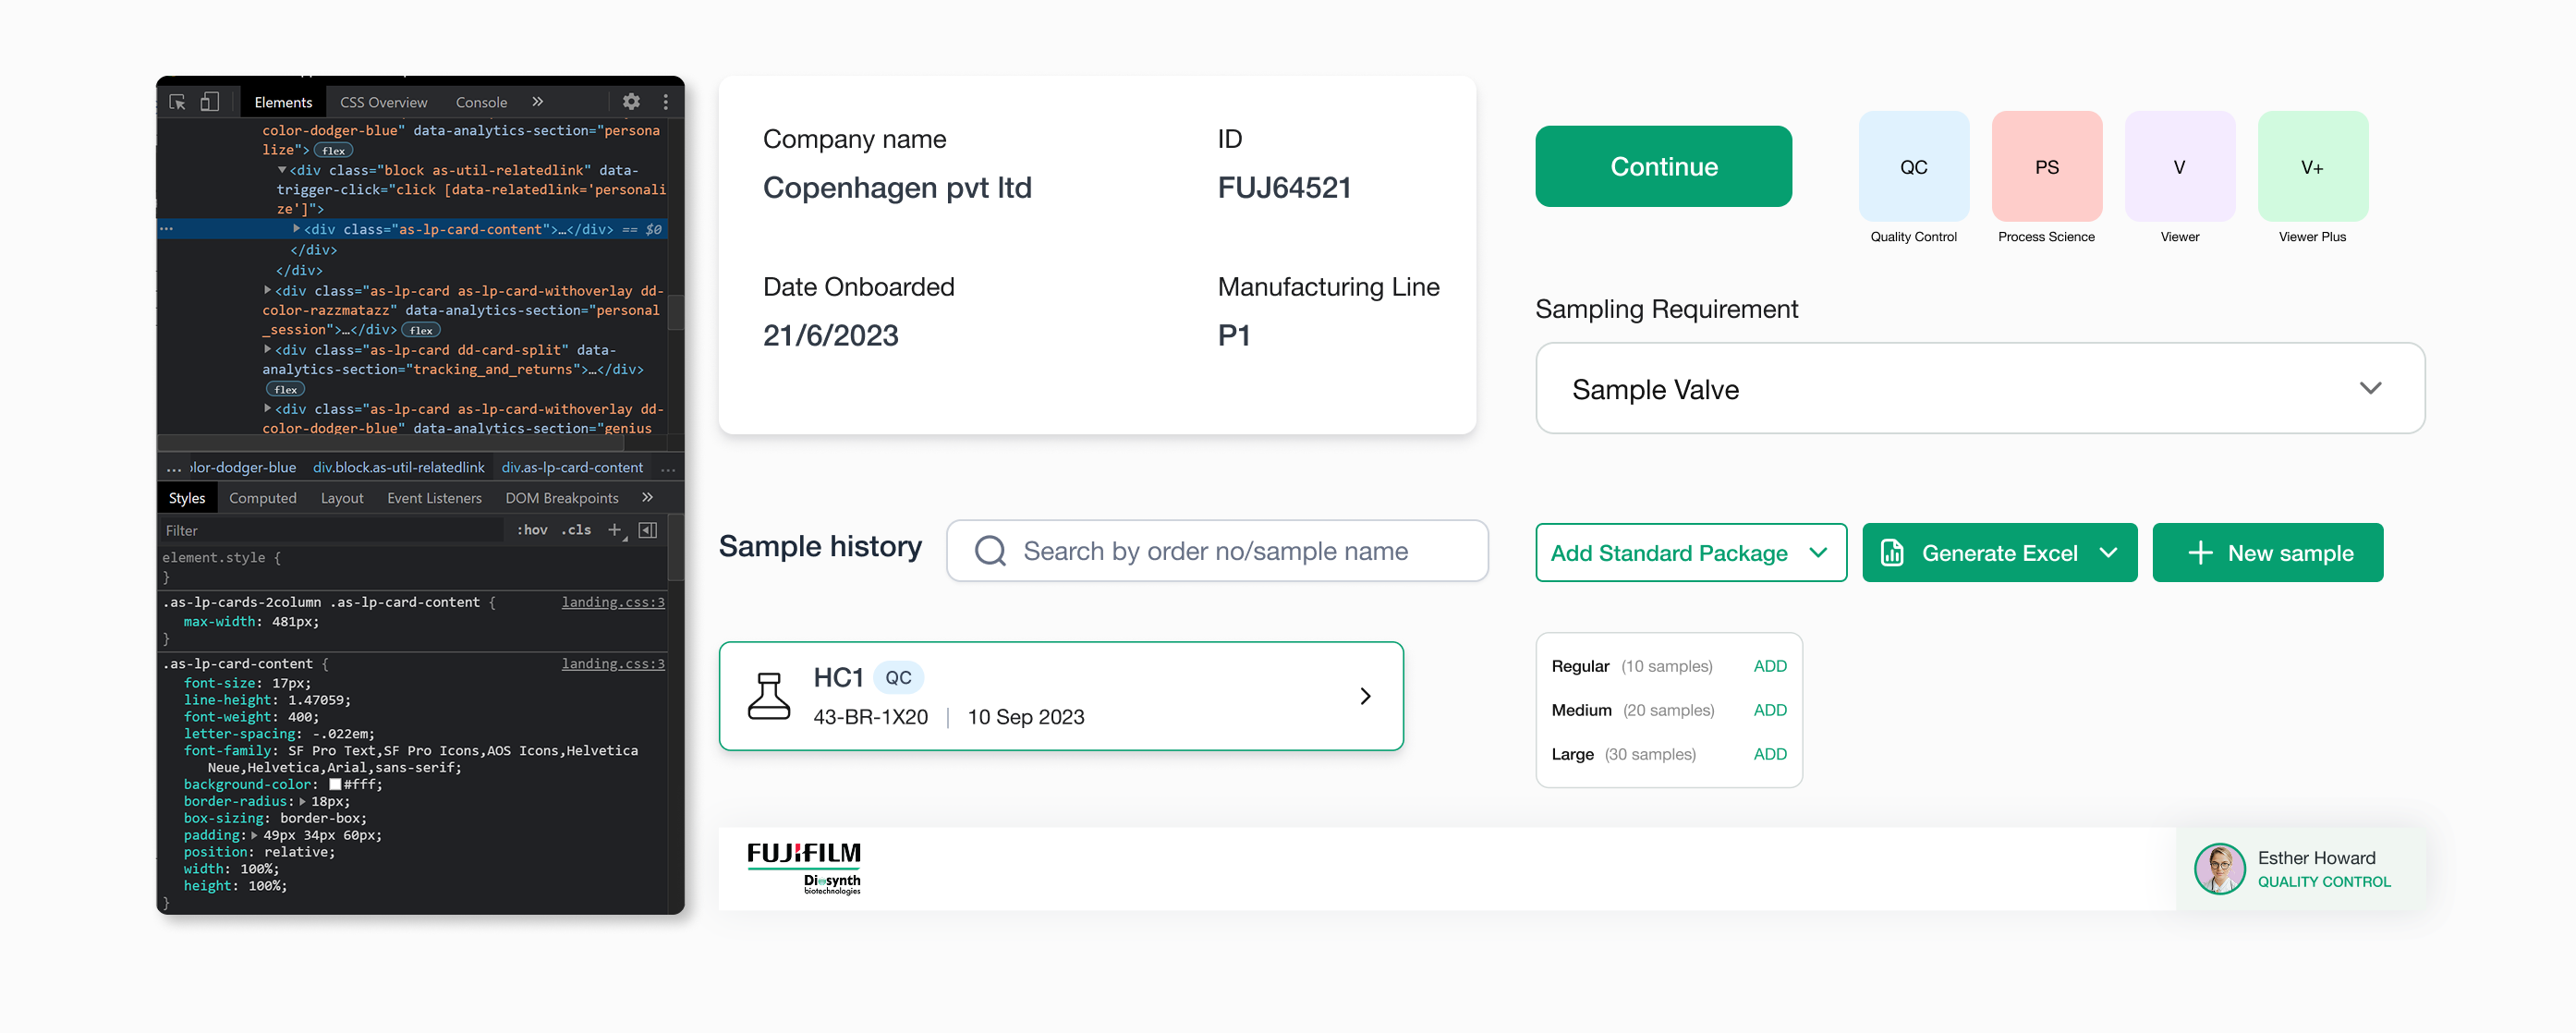 Elements CSS Overview Console »
color-dodger-blue" data-analytics-section="persona
lize"> flex
▼<div class="block as-util-relatedlink" data-
trigger-click="click [data-relatedlink='personali
ze']">
… ▶<div class="as-lp-card-content">…</div> == $0
</div>
</div>
▶<div class="as-lp-card as-lp-card-withoverlay dd-
color-razzmatazz" data-analytics-section="personal
_session">…</div> flex
▶<div class="as-lp-card dd-card-split" data-
analytics-section="tracking_and_returns">…</div>
flex
▶<div class="as-lp-card as-lp-card-withoverlay dd-
color-dodger-blue" data-analytics-section="genius
… olor-dodger-blue div.block.as-util-relatedlink div.as-lp-card-content …
Styles Computed Layout Event Listeners DOM Breakpoints »
Filter :hov .cls +
element.style {
}
.as-lp-cards-2column .as-lp-card-content { landing.css:3
max-width: 481px;
}
.as-lp-card-content { landing.css:3
font-size: 17px;
line-height: 1.47059;
font-weight: 400;
letter-spacing: -.022em;
font-family: SF Pro Text,SF Pro Icons,AOS Icons,Helvetica
Neue,Helvetica,Arial,sans-serif;
background-color: #fff;
border-radius: ▶ 18px;
box-sizing: border-box;
padding: ▶ 49px 34px 60px;
position: relative;
width: 100%;
height: 100%;
}
Company name
Copenhagen pvt ltd
ID
FUJ64521
Date Onboarded
21/6/2023
Manufacturing Line
P1
Continue
QC
Quality Control
PS
Process Science
V
Viewer
V+
Viewer Plus
Sampling Requirement
Sample Valve
Sample history
Search by order no/sample name
Add Standard Package
Generate Excel
+ New sample
HC1 QC
43-BR-1X20 | 10 Sep 2023
Regular (10 samples) ADD
Medium (20 samples) ADD
Large (30 samples) ADD
FUJIFILM
Diosynth
biotechnologies
Esther Howard
QUALITY CONTROL